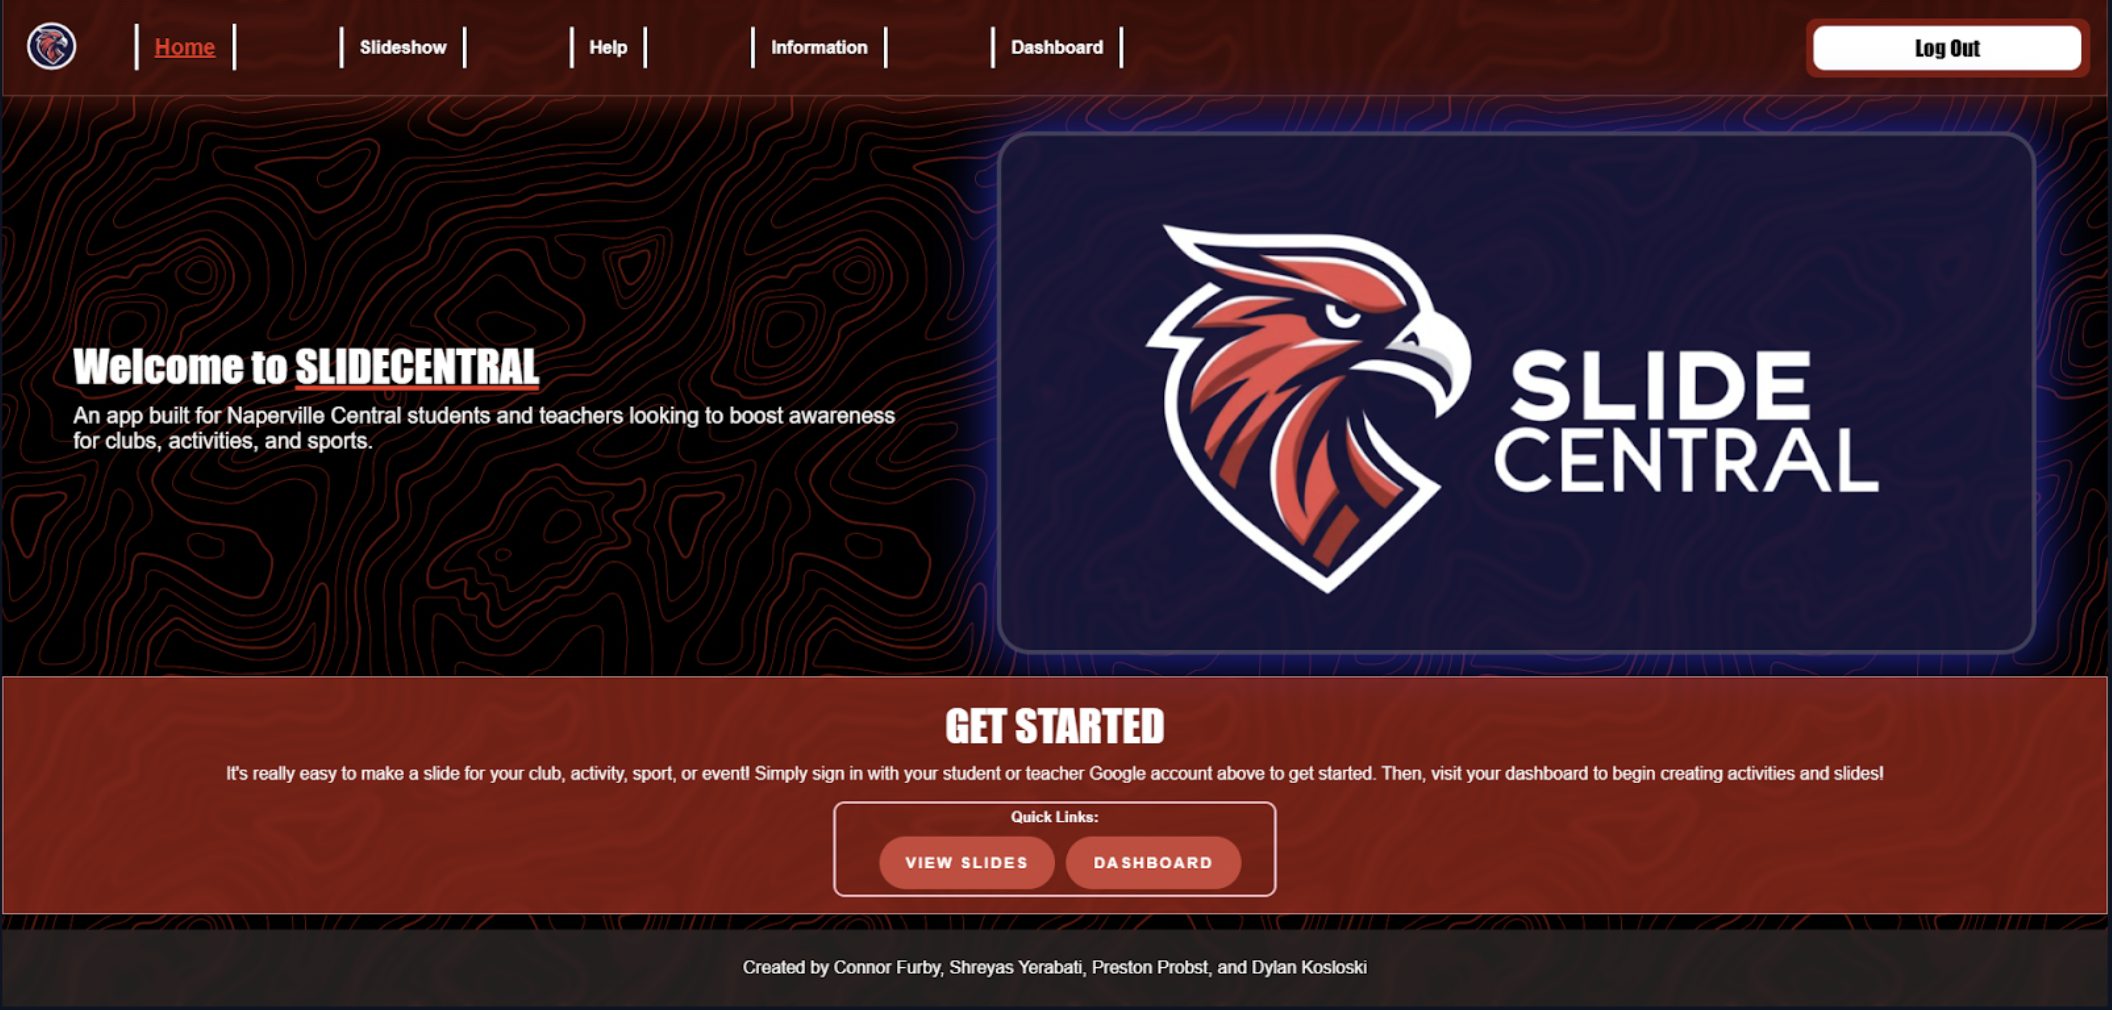 Home
Slideshow
Help
Information
Dashboard
Log Out
Welcome to SLIDECENTRAL
An app built for Naperville Central students and teachers looking to boost awareness
for clubs, activities, and sports.
SLIDE
CENTRAL
GET STARTED
It's really easy to make a slide for your club, activity, sport, or event! Simply sign in with your student or teacher Google account above to get started. Then, visit your dashboard to begin creating activities and slides!
Quick Links:
VIEW SLIDES
DASHBOARD
Created by Connor Furby, Shreyas Yerabati, Preston Probst, and Dylan Kosloski